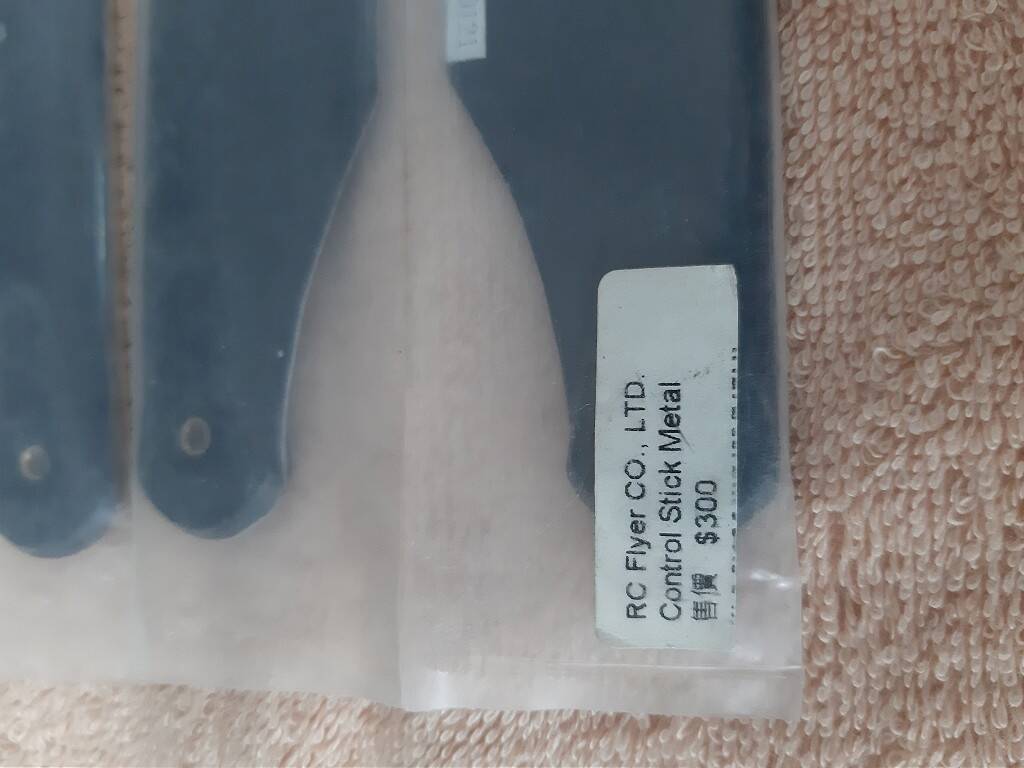 RC Flyer CO., LTD.
Control Stick Metal
售價 $300